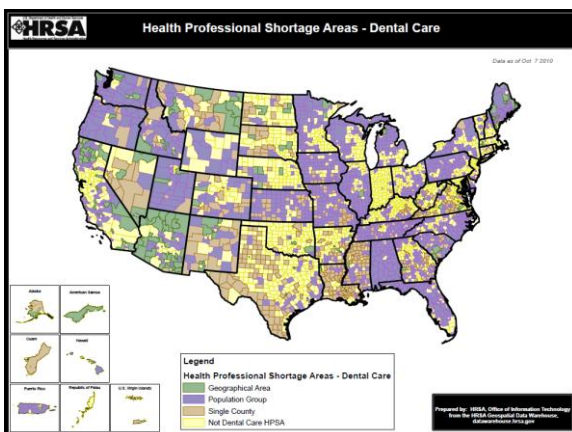 HRSA
Health Professional Shortage Areas - Dental Care
Data as of Oct 7 2010
Alaska
American Samoa
Guam
Hawaii
Puerto Rico
Republic of Palau
U.S. Virgin Islands
Legend
Health Professional Shortage Areas - Dental Care
Geographical Area
Population Group
Single County
Not Dental Care HPSA
Prepared by: HRSA, Office of Information Technology
from the HRSA Geospatial Data Warehouse,
datawarehouse.hrsa.gov